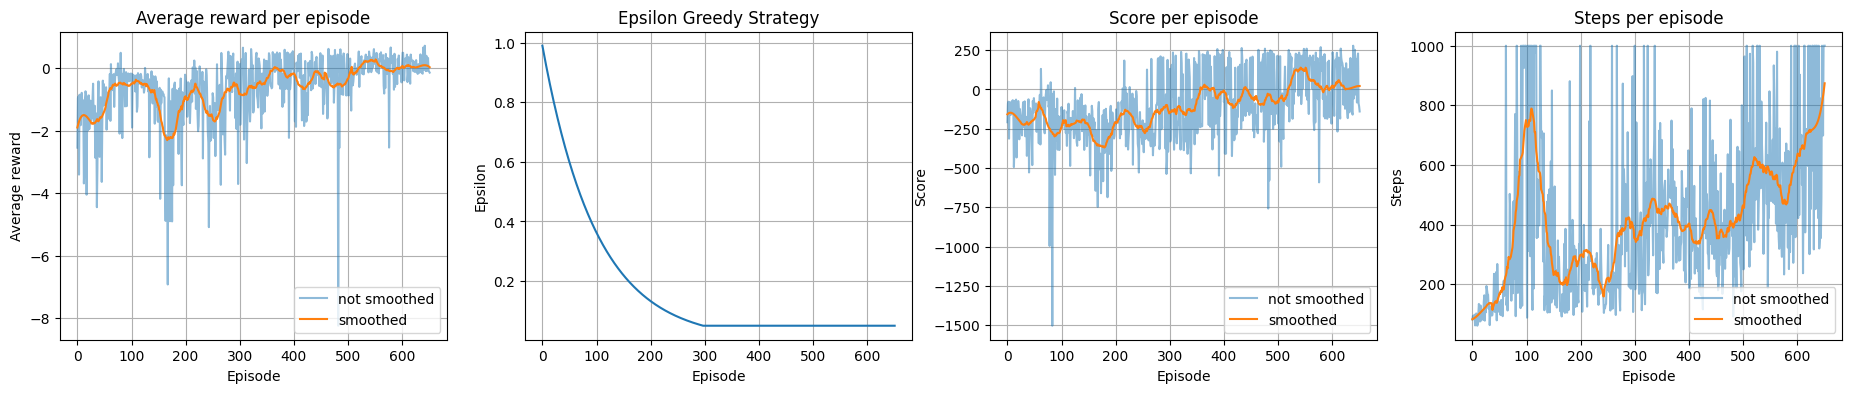 Average reward per episode
Average reward
0
−2
−4
−6
−8
0 100 200 300 400 500 600
Episode
not smoothed
smoothed
Epsilon Greedy Strategy
Epsilon
1.0
0.8
0.6
0.4
0.2
0 100 200 300 400 500 600
Episode
Score per episode
Score
250
0
−250
−500
−750
−1000
−1250
−1500
0 100 200 300 400 500 600
Episode
not smoothed
smoothed
Steps per episode
Steps
1000
800
600
400
200
0 100 200 300 400 500 600
Episode
not smoothed
smoothed